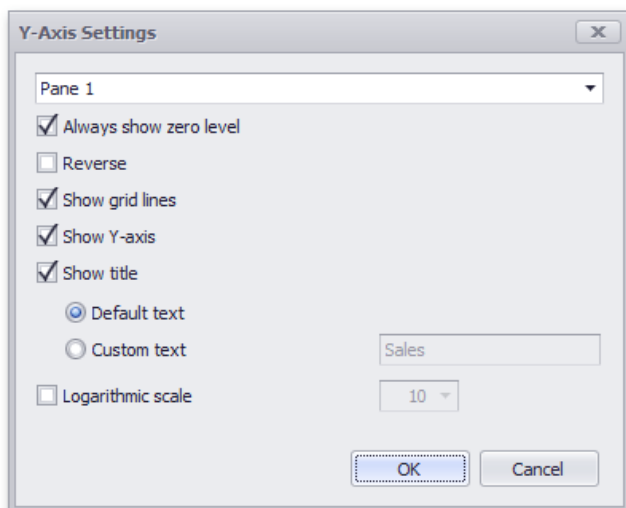 Y-Axis Settings
Pane 1
Always show zero level
Reverse
Show grid lines
Show Y-axis
Show title
Default text
Custom text Sales
Logarithmic scale 10
OK Cancel